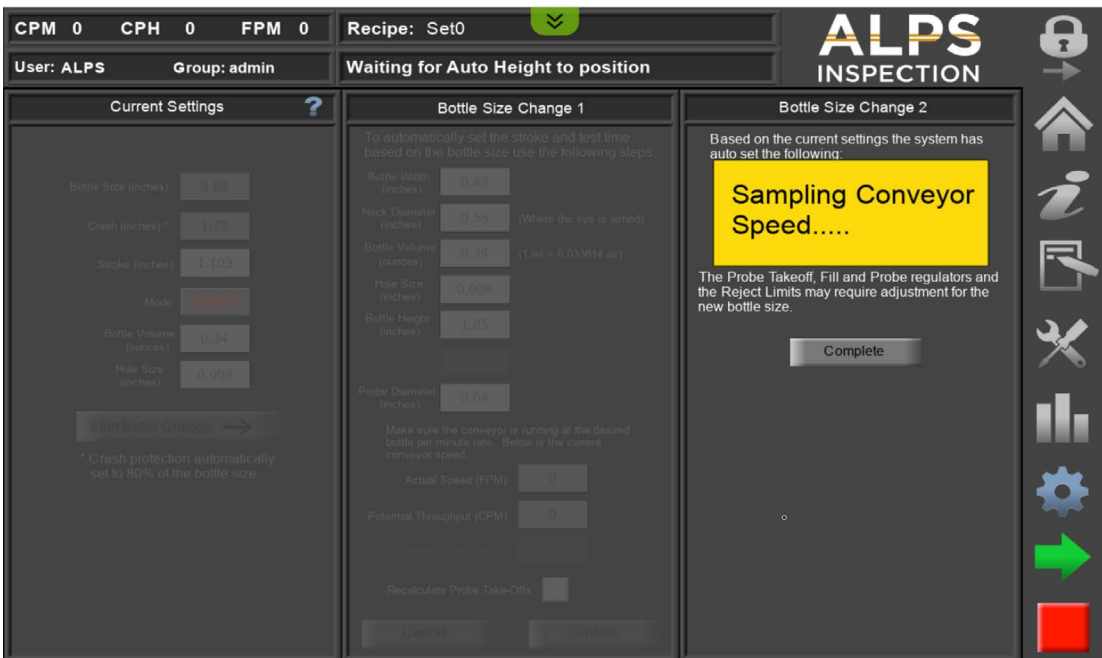 CPM 0 CPH 0 FPM 0
Recipe: Set0
ALPS
INSPECTION
User: ALPS Group: admin
Waiting for Auto Height to position
Current Settings ?
Bottle Size (inches) 0.88
Crash (inches) * 1.75
Stroke (inches) 1.103
Mode
Bottle Volume
(ounces) 0.34
Hole Size
(inches) 0.008
Start Bottle Change
* Crash protection automatically
set to 80% of the bottle size
Bottle Size Change 1
To automatically set the stroke and test time
based on the bottle size use the following steps:
Bottle Width
(inches) 0.88
Neck Diameter
(inches) 0.56 (Where the eye is aimed)
Bottle Volume
(ounces) 0.34 (1 ml = 0.033814 oz)
Hole Size
(inches) 0.008
Bottle Height
(inches) 1.85
Probe Diameter
(inches) 0.64
Make sure the conveyor is running at the desired
bottle per minute rate. Below is the current
conveyor speed.
Actual Speed (FPM) 0
Potential Throughput (CPM) 0
Recalculate Probe Take-Offs
Cancel Confirm
Bottle Size Change 2
Based on the current settings the system has
auto set the following:
Sampling Conveyor
Speed.....
The Probe Takeoff, Fill and Probe regulators and
the Reject Limits may require adjustment for the
new bottle size.
Complete